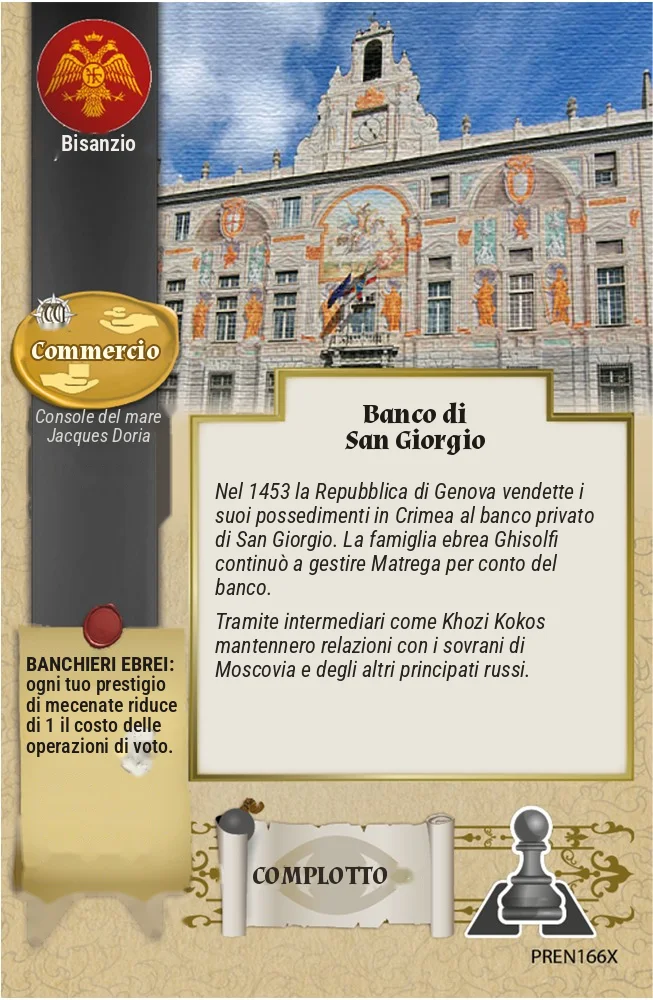 Bisanzio
Commercio
Console del mare
Jacques Doria
Banco di
San Giorgio
Nel 1453 la Repubblica di Genova vendette i
suoi possedimenti in Crimea al banco privato
di San Giorgio. La famiglia ebrea Ghisolfi
continuò a gestire Matrega per conto del
banco.
Tramite intermediari come Khozi Kokos
mantennero relazioni con i sovrani di
Moscovia e degli altri principati russi.
BANCHIERI EBREI:
ogni tuo prestigio
di mecenate riduce
di 1 il costo delle
operazioni di voto.
COMPLOTTO
PREN166X